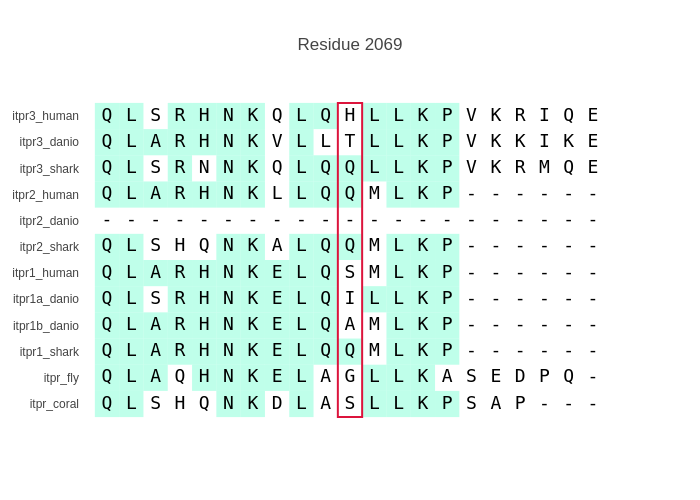 Residue 2069
itpr3_human Q L S R H N K Q L Q H L L K P V K R I Q E
itpr3_danio Q L A R H N K V L L T L L K P V K K I K E
itpr3_shark Q L S R N N K Q L Q Q L L K P V K R M Q E
itpr2_human Q L A R H N K L L Q Q M L K P - - - - - -
itpr2_danio - - - - - - - - - - - - - - - - - - - - -
itpr2_shark Q L S H Q N K A L Q Q M L K P - - - - - -
itpr1_human Q L A R H N K E L Q S M L K P - - - - - -
itpr1a_danio Q L S R H N K E L Q I L L K P - - - - - -
itpr1b_danio Q L A R H N K E L Q A M L K P - - - - - -
itpr1_shark Q L A R H N K E L Q Q M L K P - - - - - -
itpr_fly Q L A Q H N K E L A G L L K A S E D P Q -
itpr_coral Q L S H Q N K D L A S L L K P S A P - - -